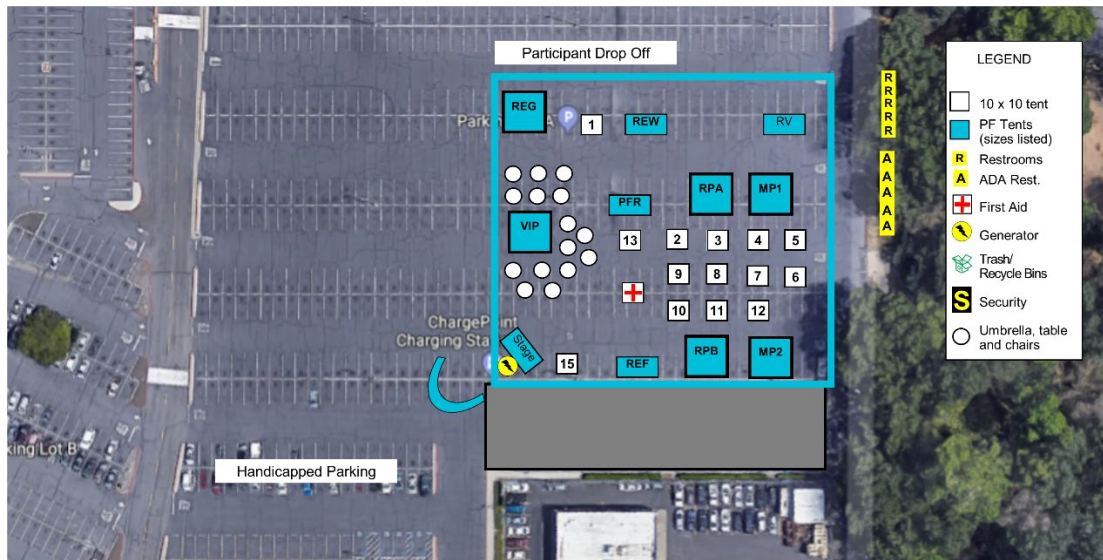 Participant Drop Off
REG
Parkin
A
P
1
REW
RV
VIP
PFR
RPA
MP1
13
2
3
4
5
9
8
7
6
10
11
12
ChargePoint
Charging Sta
Stage
15
REF
RPB
MP2
king Lot B
Handicapped Parking
R
R
R
R
R
A
A
A
A
A
LEGEND
10 x 10 tent
PF Tents
(sizes listed)
R Restrooms
A ADA Rest.
First Aid
Generator
Trash/
Recycle Bins
S Security
Umbrella, table
and chairs